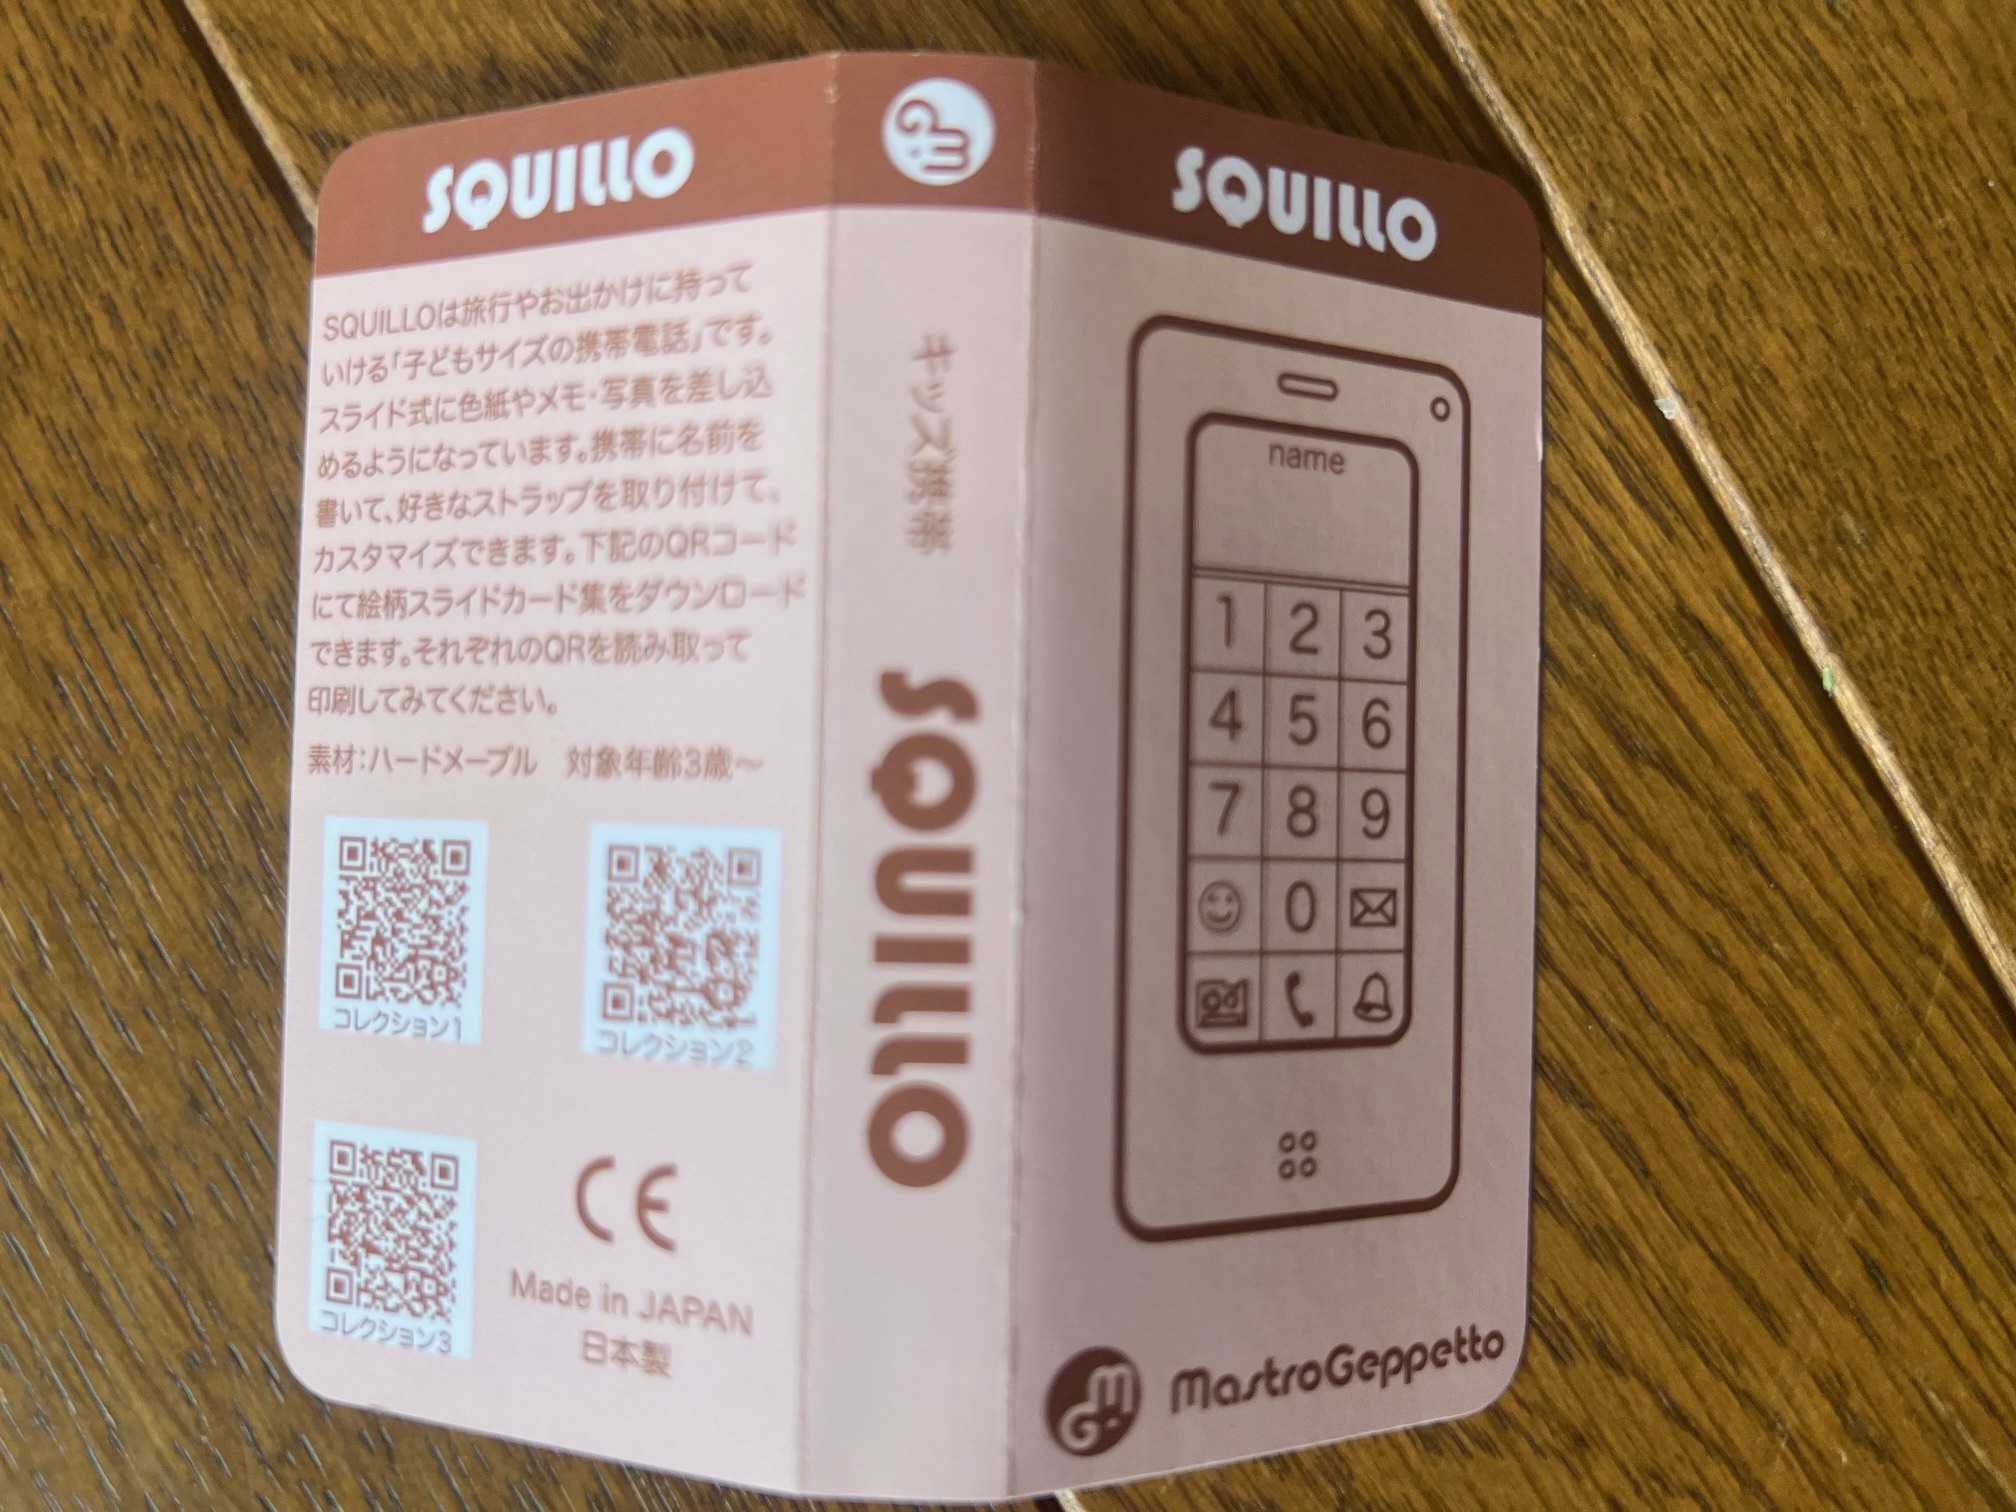 SQUILLO
SQUILLOは旅行やお出かけに持って
いける「子どもサイズの携帯電話」です。
スライド式に色紙やメモ・写真を差し込
めるようになっています。携帯に名前を
書いて、好きなストラップを取り付けて、
カスタマイズできます。下記のQRコード
にて絵柄スライドカード集をダウンロード
できます。それぞれのQRを読み取って
印刷してみてください。
素材:ハードメープル 対象年齢3歳〜
コレクション1
コレクション2
コレクション3
CE
Made in JAPAN
日本製
キッズ携帯
SQUILLO
SQUILLO
name
1 2 3
4 5 6
7 8 9
0
MastroGeppetto